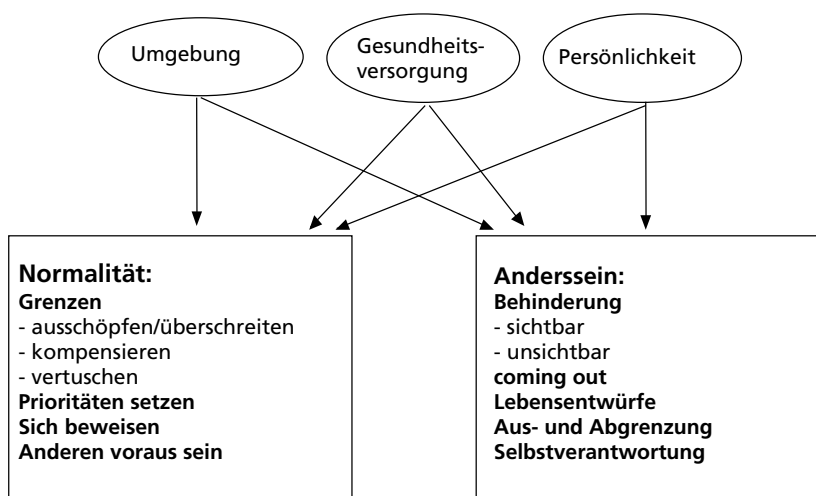 Umgebung
Gesundheits-
versorgung
Persönlichkeit
Normalität:
Grenzen
- ausschöpfen/überschreiten
- kompensieren
- vertuschen
Prioritäten setzen
Sich beweisen
Anderen voraus sein
Anderssein:
Behinderung
- sichtbar
- unsichtbar
coming out
Lebensentwürfe
Aus- und Abgrenzung
Selbstverantwortung